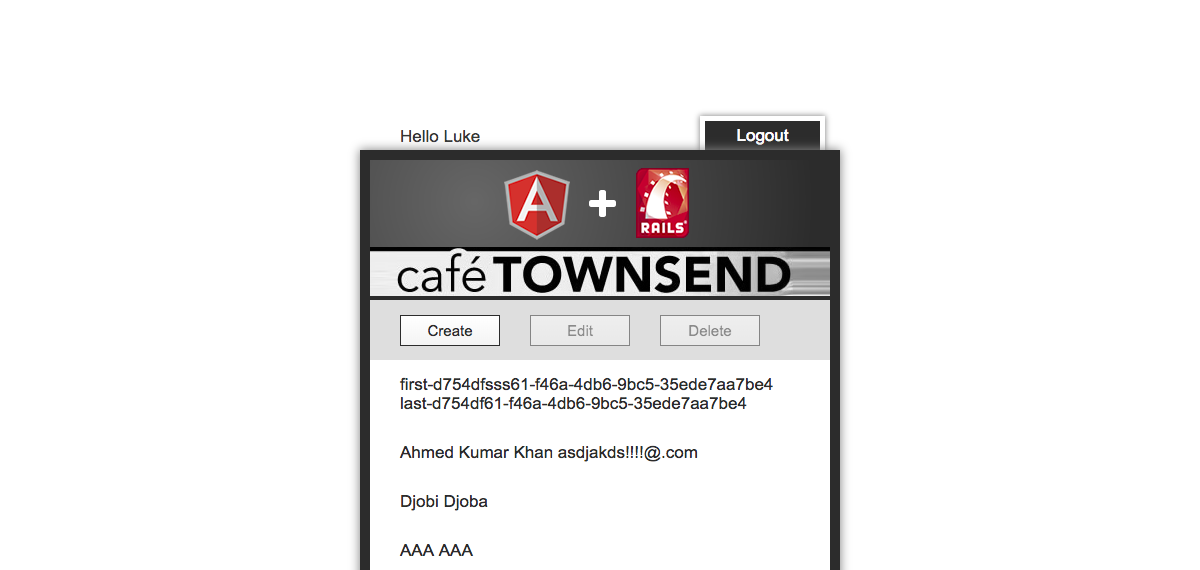 Hello Luke
Logout
A + RAILS
café TOWNSEND
Create
Edit
Delete
first-d754dfsss61-f46a-4db6-9bc5-35ede7aa7be4
last-d754df61-f46a-4db6-9bc5-35ede7aa7be4
Ahmed Kumar Khan asdjakds!!!!@.com
Djobi Djoba
AAA AAA